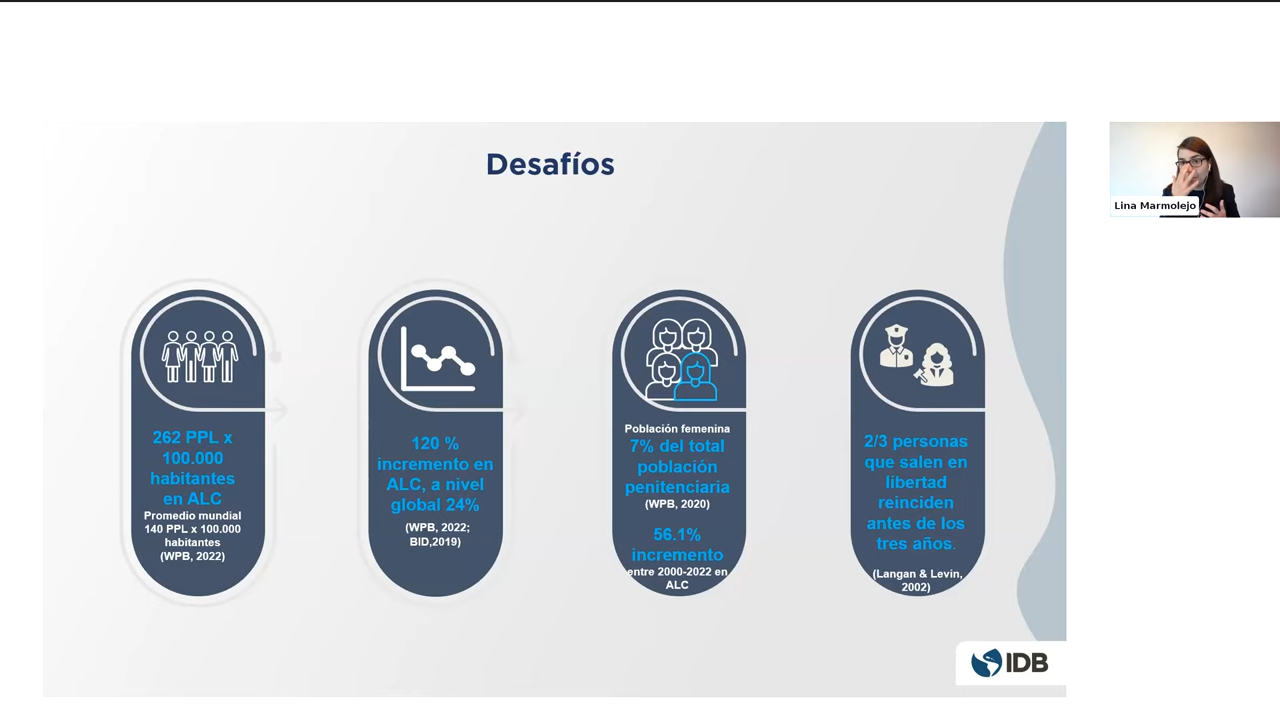 Desafíos
262 PPL x
100.000
habitantes
en ALC
Promedio mundial
140 PPL x 100.000
habitantes
(WPB, 2022)
120 %
incremento en
ALC, a nivel
global 24%
(WPB, 2022;
BID,2019)
Población femenina
7% del total
población
penitenciaria
(WPB, 2020)
56.1%
incremento
entre 2000-2022 en
ALC
2/3 personas
que salen en
libertad
reinciden
antes de los
tres años.
(Langan & Levin,
2002)
IDB
Lina Marmolejo